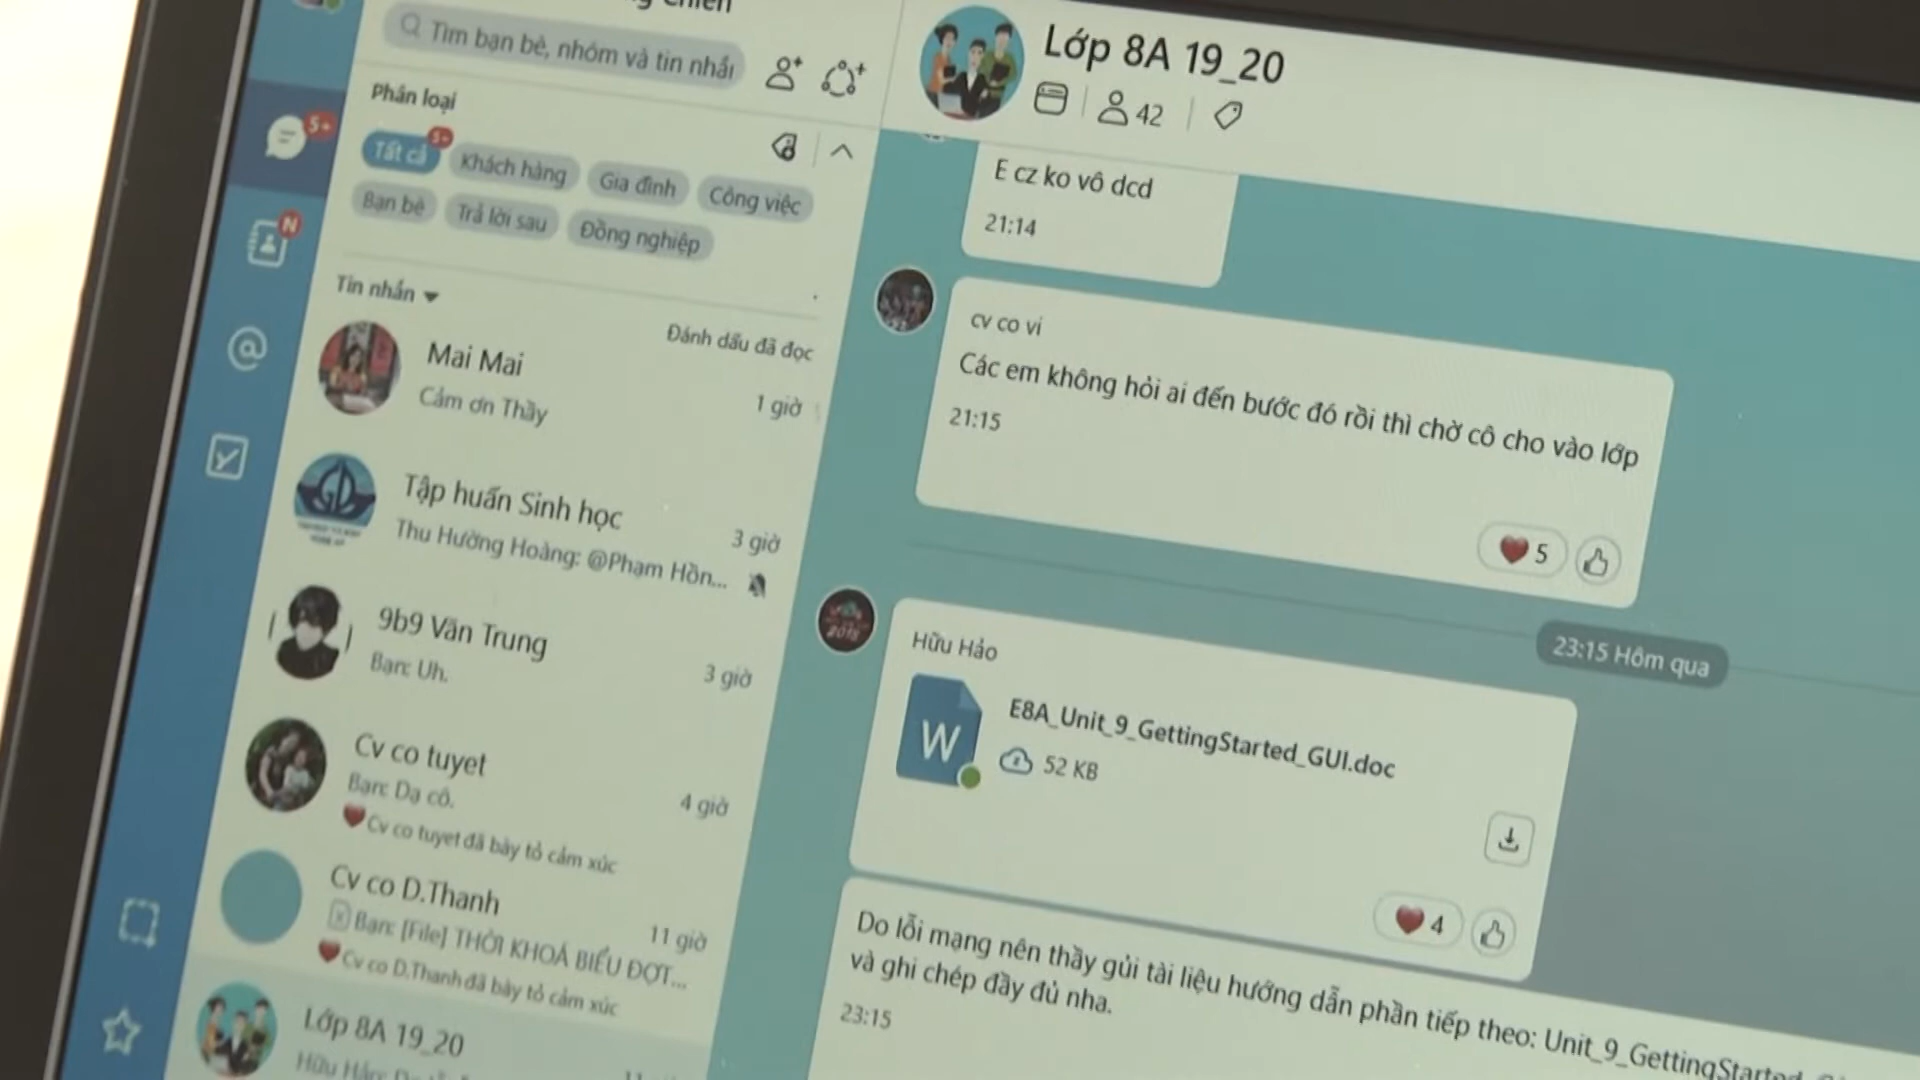 Tìm bạn bè, nhóm và tin nhắn
Phân loại
5+
Tất cả
5+
Khách hàng
Gia đình
Công việc
Bạn bè
Trả lời sau
Đồng nghiệp
N
Tin nhắn
Đánh dấu đã đọc
Mai Mai
1 giờ
Cảm ơn Thầy
Tập huấn Sinh học
3 giờ
Thu Hường Hoàng: @Phạm Hồn...
9b9 Văn Trung
3 giờ
Bạn: Uh.
Cv co tuyet
4 giờ
Bạn: Dạ cô.
Cv co tuyet đã bày tỏ cảm xúc
Cv co D.Thanh
11 giờ
Bạn: [File] THỜI KHOÁ BIỂU ĐỢT...
Cv co D.Thanh đã bày tỏ cảm xúc
Lớp 8A 19_20
Lớp 8A 19_20
42
E cz ko vô dcd
21:14
cv co vi
Các em không hỏi ai đến bước đó rồi thì chờ cô cho vào lớp
21:15
5
23:15 Hôm qua
Hữu Hảo
W
E8A_Unit_9_GettingStarted_GUI.doc
52 KB
4
Do lỗi mạng nên thầy gủi tài liệu hướng dẫn phần tiếp theo: Unit_9_GettingStarted
và ghi chép đầy đủ nha.
23:15